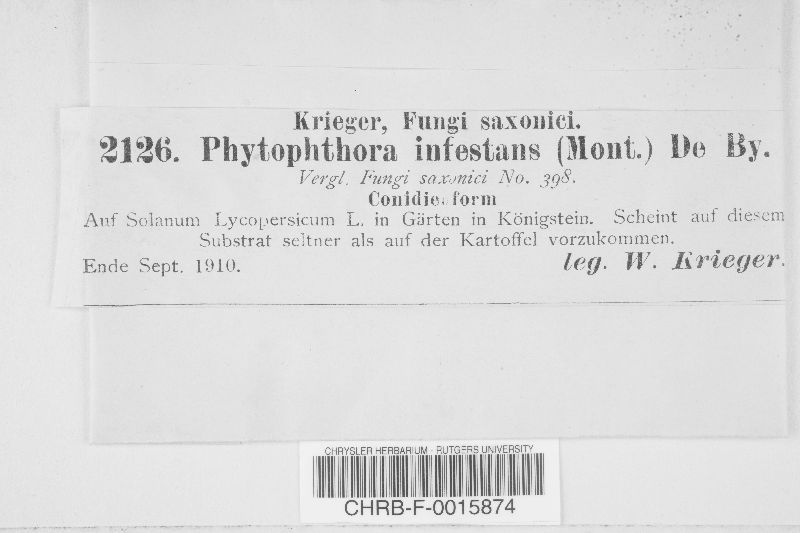 Krieger, Fungi saxonici.
2126. Phytophthora infestans (Mont.) De By.
Vergl. Fungi saxonici No. 398.
Conidienform
Auf Solanum Lycopersicum L. in Gärten in Königstein. Scheint auf diesem
Substrat seltner als auf der Kartoffel vorzukommen.
Ende Sept. 1910. leg. W. Krieger.
CHRYSLER HERBARIUM - RUTGERS UNIVERSITY
CHRB-F-0015874